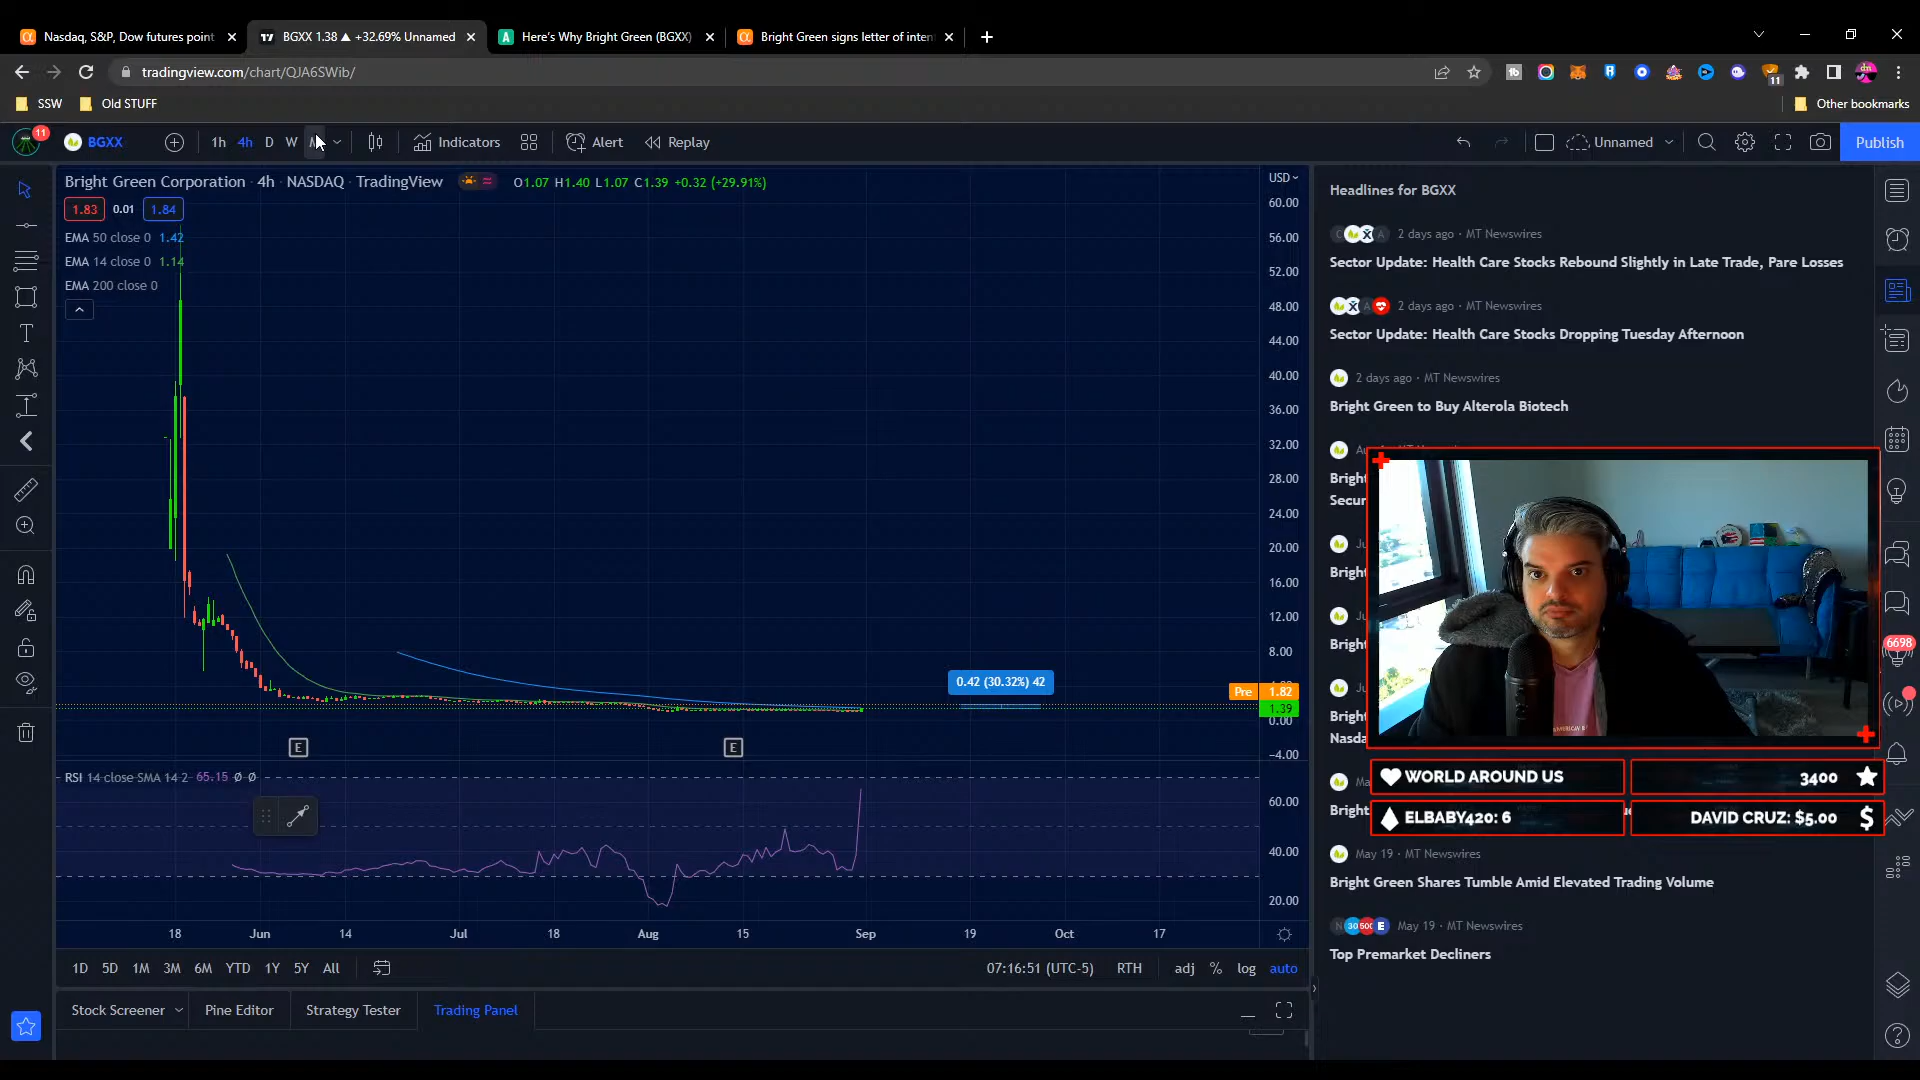 Nasdaq, S&P, Dow futures point
BGXX 1.38 ▲ +32.69% Unnamed
Here's Why Bright Green (BGXX)
Bright Green signs letter of inten
tradingview.com/chart/QJA6SWib/
11
SSW
Old STUFF
Other bookmarks
11
BGXX
1h
4h
D
W
Indicators
Alert
Replay
Unnamed
Publish
Bright Green Corporation · 4h · NASDAQ · TradingView
O1.07 H1.40 L1.07 C1.39 +0.32 (+29.91%)
1.83
0.01
1.84
EMA 50 close 0 1.42
EMA 14 close 0 1.14
EMA 200 close 0
USD
60.00
56.00
52.00
48.00
44.00
40.00
36.00
32.00
28.00
24.00
20.00
16.00
12.00
8.00
0.42 (30.32%) 42
Pre 1.82
1.39
0.00
−4.00
E
E
RSI 14 close SMA 14 2 65.15 Ø Ø
60.00
40.00
20.00
18
Jun
14
Jul
18
Aug
15
Sep
19
Oct
17
1D
5D
1M
3M
6M
YTD
1Y
5Y
All
07:16:51 (UTC-5)
RTH
adj
%
log
auto
Stock Screener
Pine Editor
Strategy Tester
Trading Panel
Headlines for BGXX
2 days ago · MT Newswires
Sector Update: Health Care Stocks Rebound Slightly in Late Trade, Pare Losses
2 days ago · MT Newswires
Sector Update: Health Care Stocks Dropping Tuesday Afternoon
2 days ago · MT Newswires
Bright Green to Buy Alterola Biotech
Brigh
Secur
Brigh
Brigh
Brigh
Nasda
Brigh
WORLD AROUND US
3400
ELBABY420: 6
DAVID CRUZ: $5.00
May 19 · MT Newswires
Bright Green Shares Tumble Amid Elevated Trading Volume
May 19 · MT Newswires
Top Premarket Decliners
6698